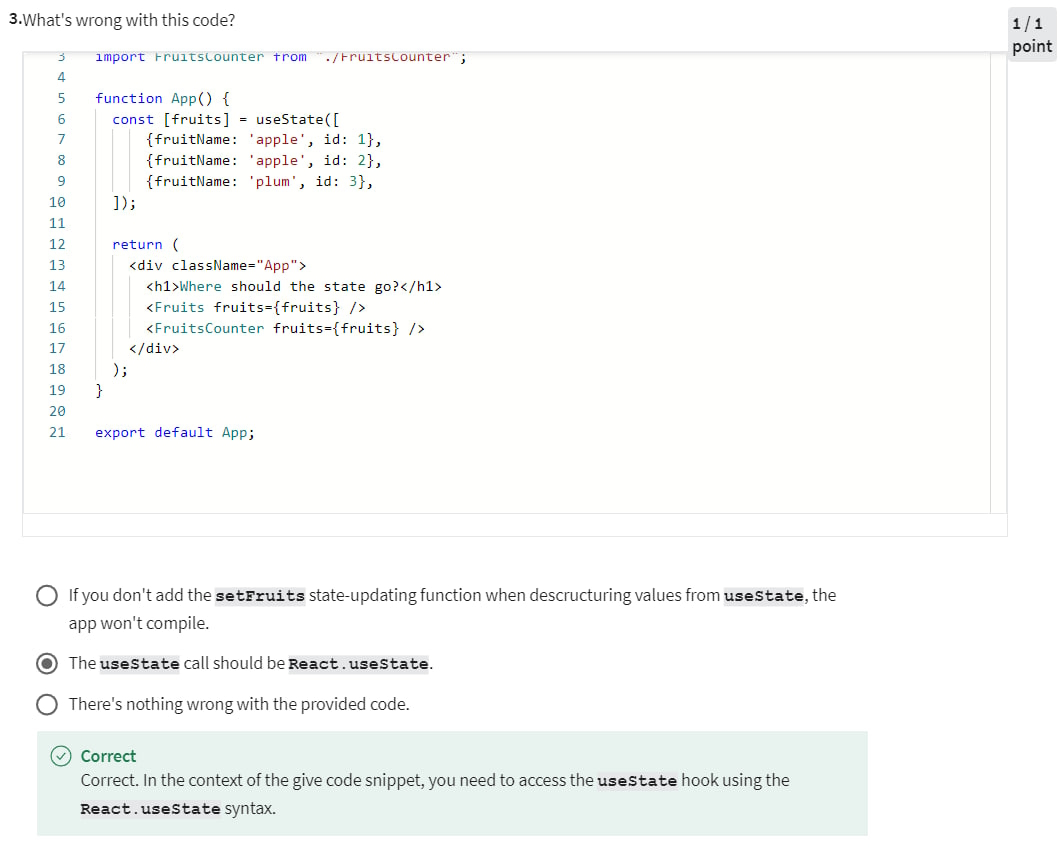 3.What's wrong with this code?
1 / 1
point
3 import FruitsCounter from "./FruitsCounter";
4
5 function App() {
6 const [fruits] = useState([
7 {fruitName: 'apple', id: 1},
8 {fruitName: 'apple', id: 2},
9 {fruitName: 'plum', id: 3},
10 ]);
11
12 return (
13 <div className="App">
14 <h1>Where should the state go?</h1>
15 <Fruits fruits={fruits} />
16 <FruitsCounter fruits={fruits} />
17 </div>
18 );
19 }
20
21 export default App;
If you don't add the setFruits state-updating function when descructuring values from useState, the
app won't compile.
The useState call should be React.useState.
There's nothing wrong with the provided code.
Correct
Correct. In the context of the give code snippet, you need to access the useState hook using the
React.useState syntax.